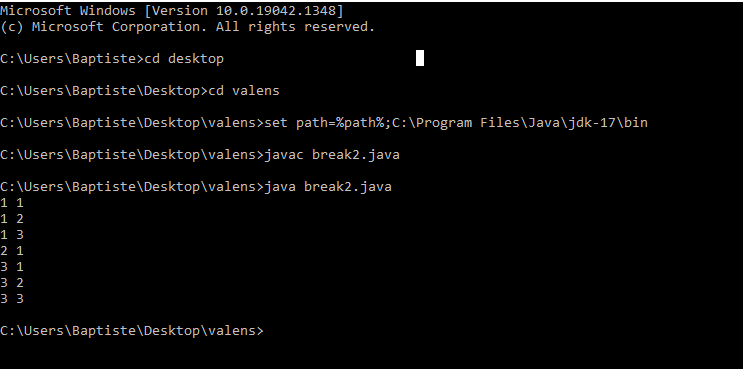 Microsoft Windows [Version 10.0.19042.1348]
(c) Microsoft Corporation. All rights reserved.
C:\Users\Baptiste>cd desktop
C:\Users\Baptiste\Desktop>cd valens
C:\Users\Baptiste\Desktop\valens>set path=%path%;C:\Program Files\Java\jdk-17\bin
C:\Users\Baptiste\Desktop\valens>javac break2.java
C:\Users\Baptiste\Desktop\valens>java break2.java
1 1
1 2
1 3
2 1
3 1
3 2
3 3
C:\Users\Baptiste\Desktop\valens>